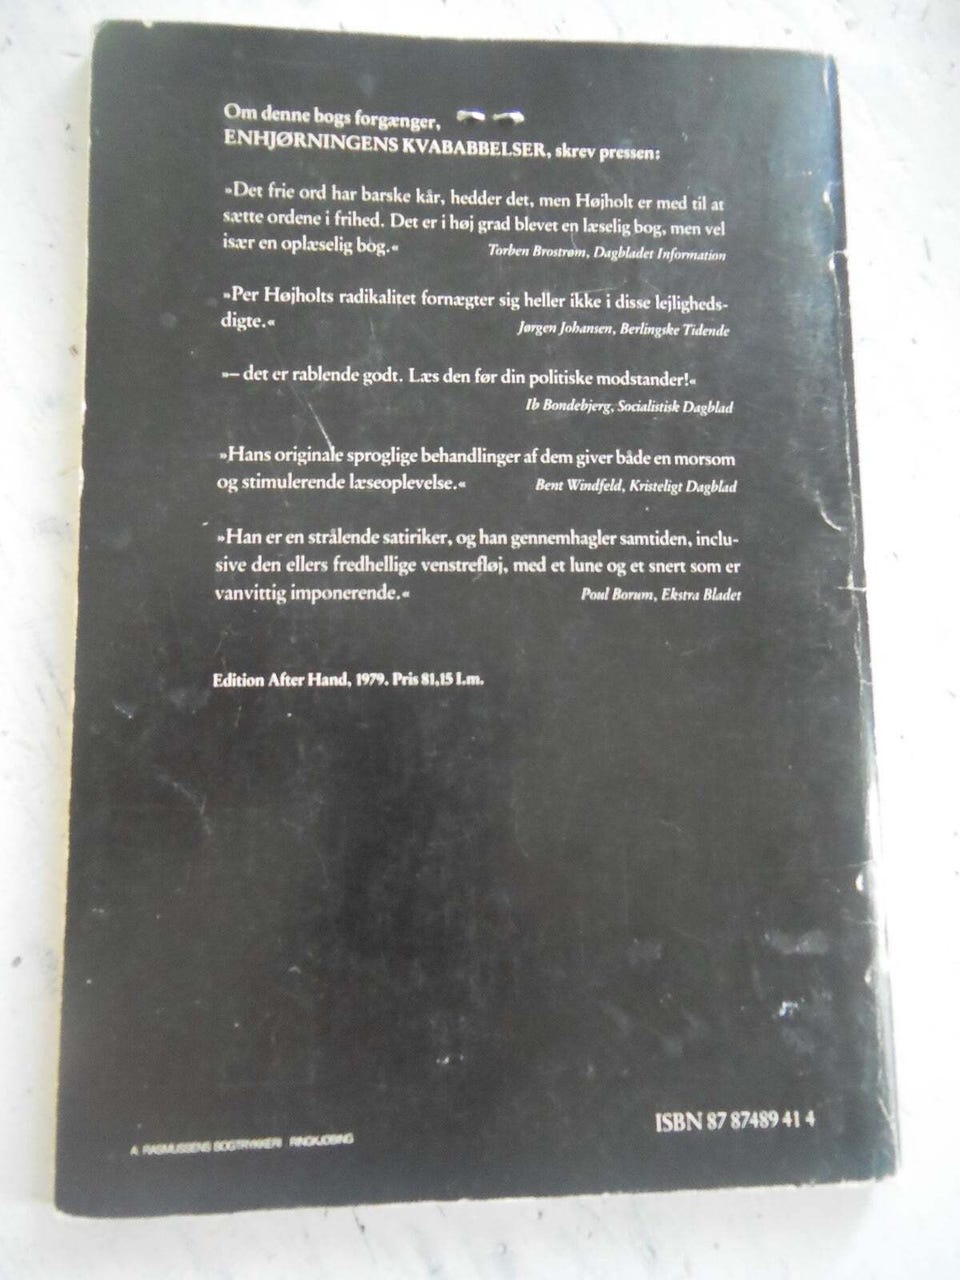 Om denne bogs forgænger,
ENHJØRNINGENS KVABABBELSER, skrev pressen:
»Det frie ord har barske kår, hedder det, men Højholt er med til at
sætte ordene i frihed. Det er i høj grad blevet en læselig bog, men vel
især en oplæselig bog.« Torben Brostrøm, Dagbladet Information
»Per Højholts radikalitet fornægter sig heller ikke i disse lejligheds-
digte.« Jørgen Johansen, Berlingske Tidende
»– det er rablende godt. Læs den før din politiske modstander!«
Ib Bondebjerg, Socialistisk Dagblad
»Hans originale sproglige behandlinger af dem giver både en morsom
og stimulerende læseoplevelse.« Bent Windfeld, Kristeligt Dagblad
»Han er en strålende satiriker, og han gennemhagler samtiden, inclu-
sive den ellers fredhellige venstrefløj, med et lune og et snert som er
vanvittig imponerende.« Poul Borum, Ekstra Bladet
Edition After Hand, 1979. Pris 81,15 I.m.
ISBN 87 87489 41 4
A. RASMUSSENS BOGTRYKKERI RINGKJØBING